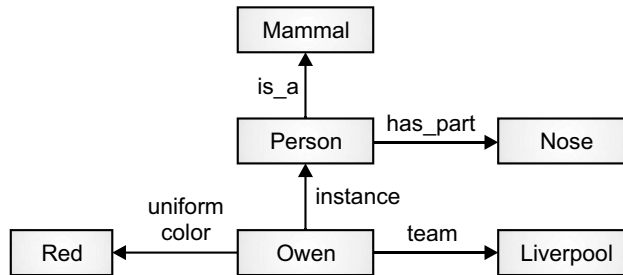 Mammal
is_a
Person
has_part
Nose
instance
uniform
color
team
Red
Owen
Liverpool